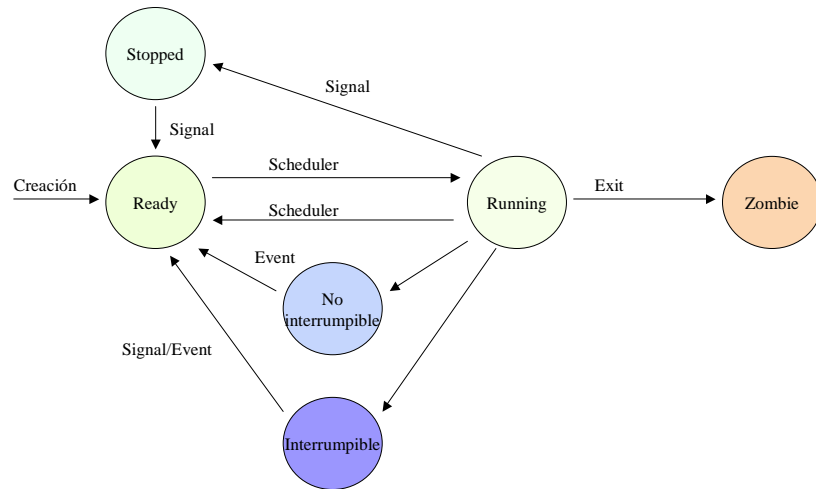 Stopped
Signal
Signal
Creación
Scheduler
Exit
Ready
Running
Zombie
Scheduler
Event
No
interrumpible
Signal/Event
Interrumpible